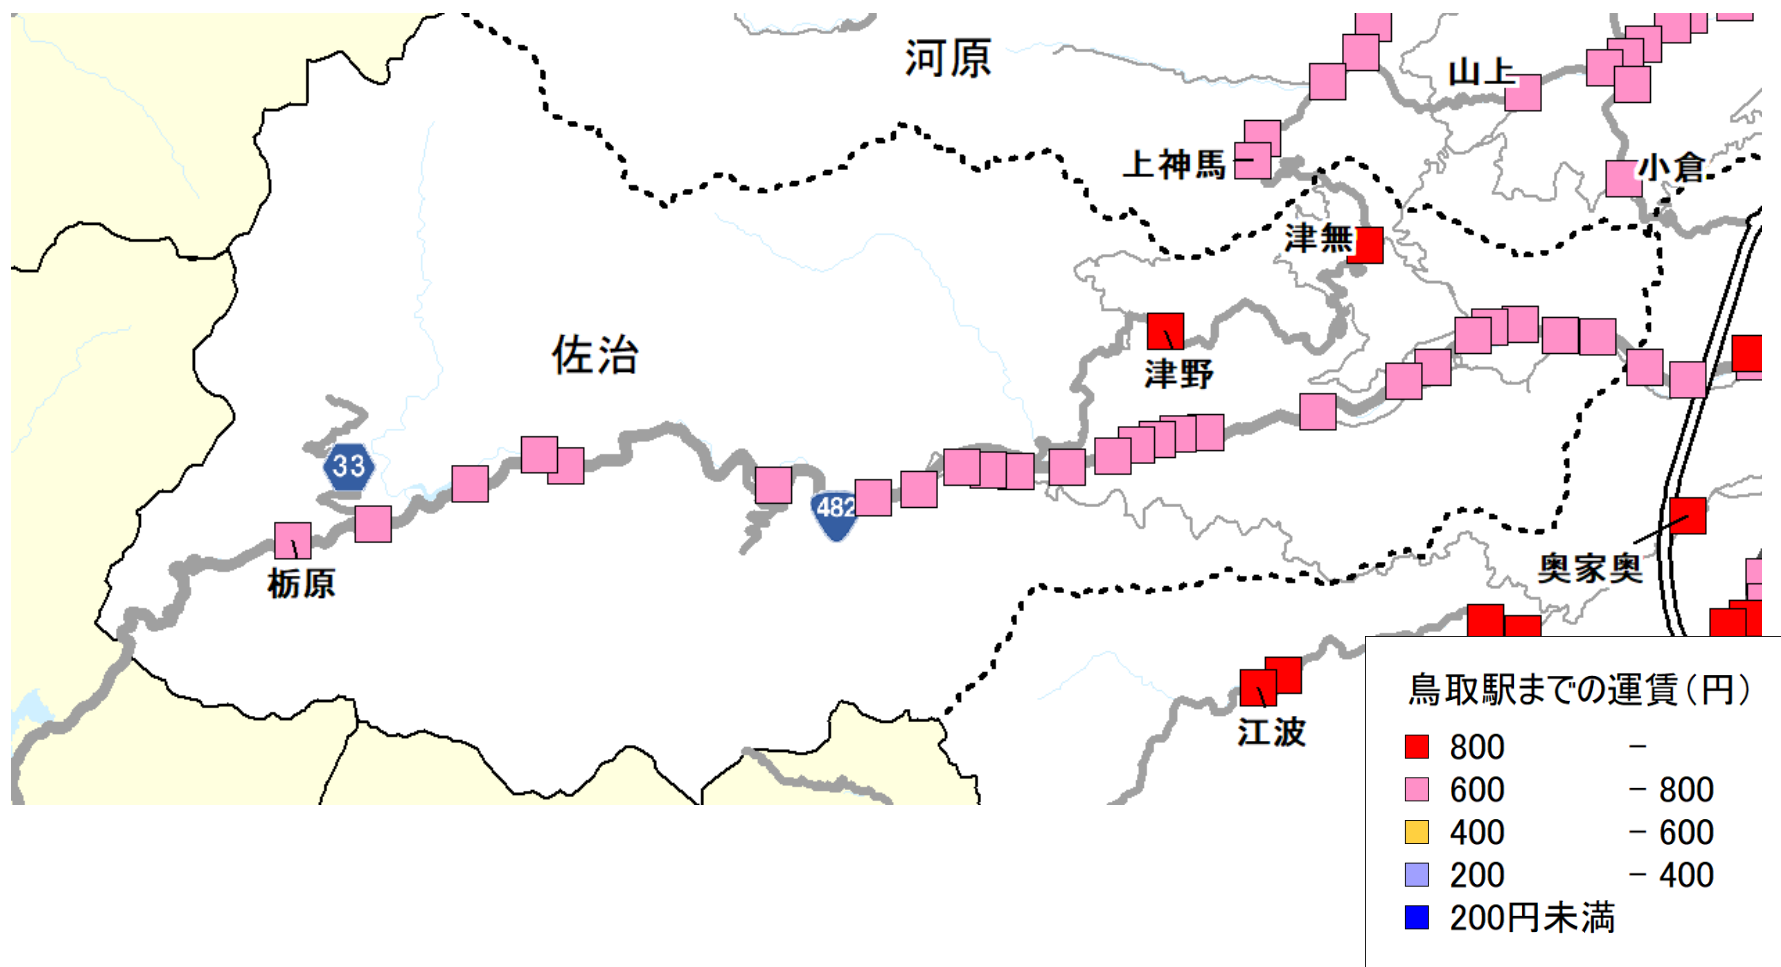 河原
山上
上神馬
小倉
津無
佐治
津野
33
482
栃原
奥家奥
江波
鳥取駅までの運賃(円)
800 -
600 - 800
400 - 600
200 - 400
200円未満